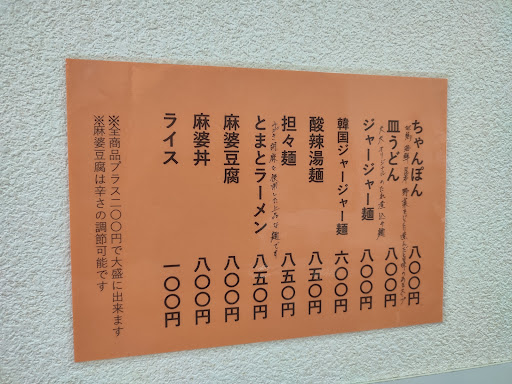 ちゃんぽん 八〇〇円
皿うどん 八〇〇円
ジャージャー麺 八〇〇円
韓国ジャージャー麺 六〇〇円
酸辣湯麺 八五〇円
担々麺 八五〇円
とまとラーメン 八五〇円
麻婆豆腐 八〇〇円
麻婆丼 八〇〇円
ライス 一〇〇円
※全商品プラス二〇〇円で大盛に出来ます
※麻婆豆腐は辛さの調節可能です